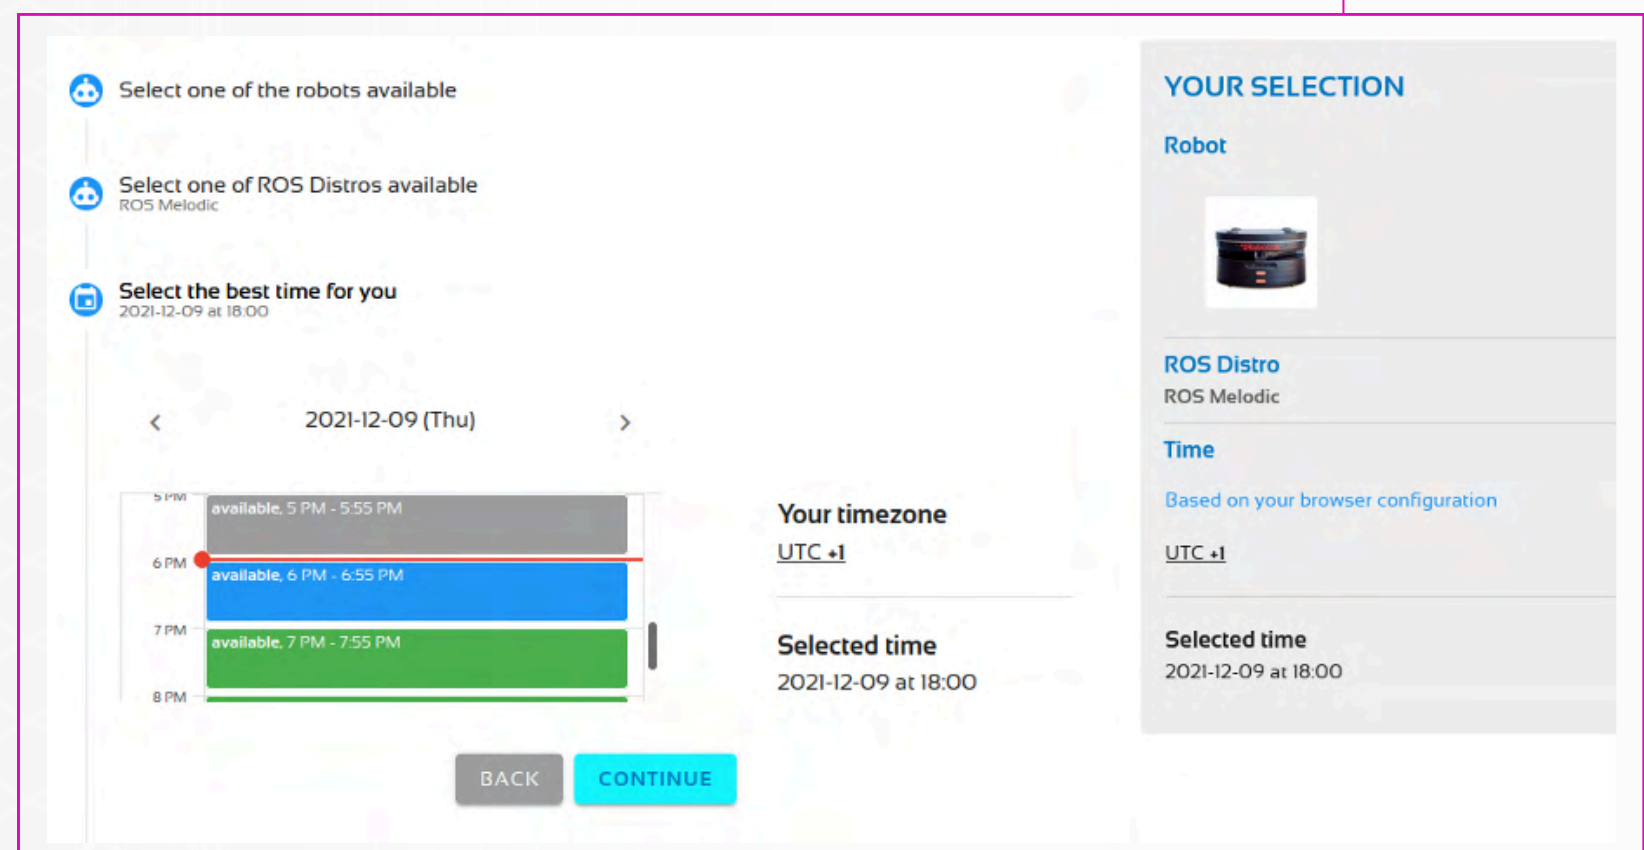 Select one of the robots available
Select one of ROS Distros available
ROS Melodic
Select the best time for you
2021-12-09 at 18:00
2021-12-09 (Thu)
5 PM
available, 5 PM - 5:55 PM
6 PM
available, 6 PM - 6:55 PM
7 PM
available, 7 PM - 7:55 PM
8 PM
Your timezone
UTC +1
Selected time
2021-12-09 at 18:00
BACK
CONTINUE
YOUR SELECTION
Robot
ROS Distro
ROS Melodic
Time
Based on your browser configuration
UTC +1
Selected time
2021-12-09 at 18:00